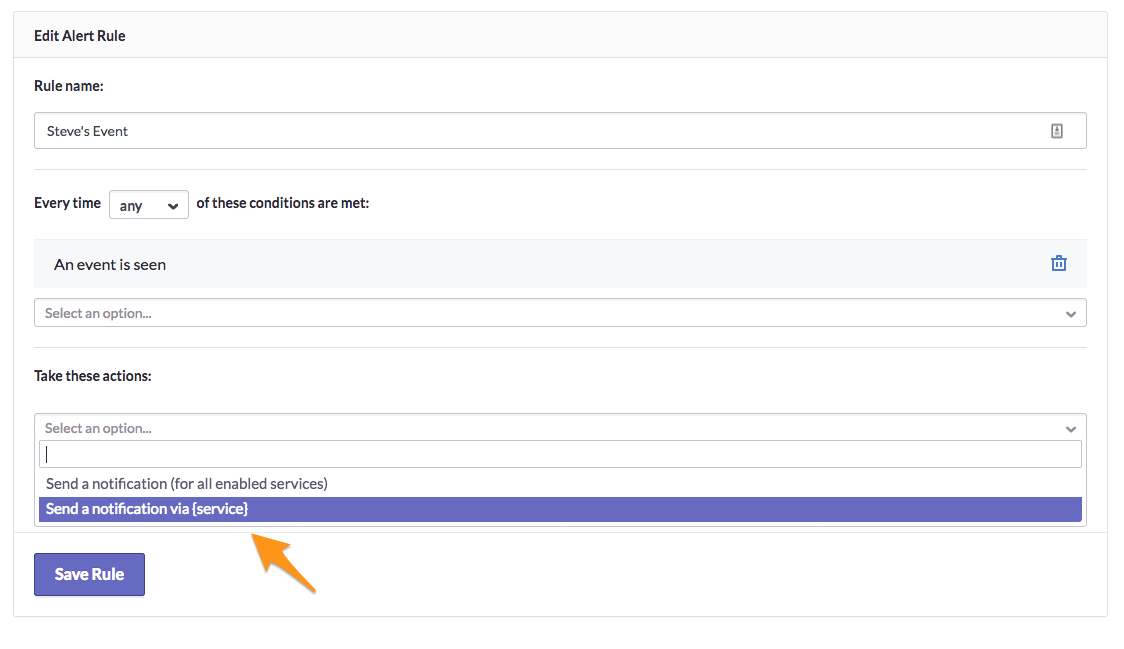 Edit Alert Rule
Rule name:
Steve's Event
Every time any of these conditions are met:
An event is seen
Select an option...
Take these actions:
Select an option...
Send a notification (for all enabled services)
Send a notification via {service}
Save Rule